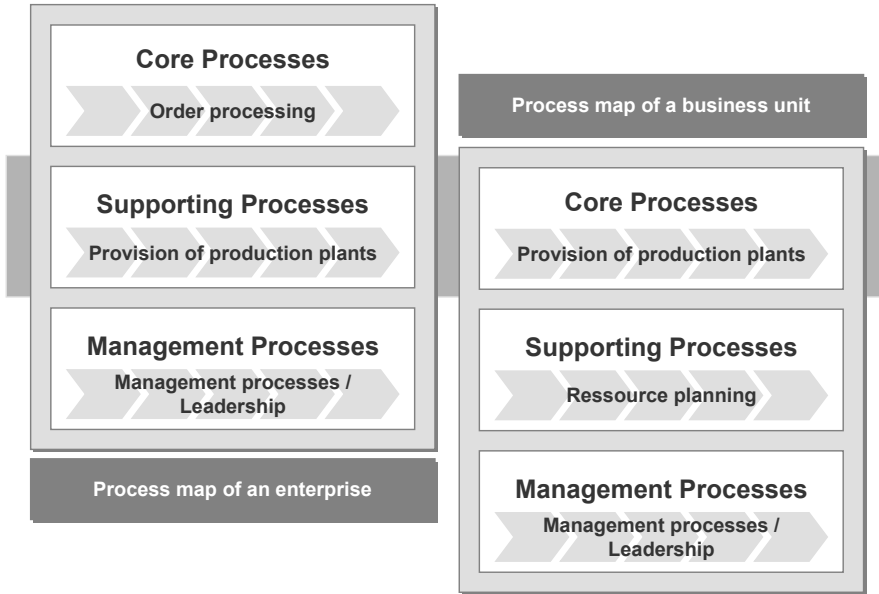 Core Processes
Order processing
Supporting Processes
Provision of production plants
Management Processes
Management processes /
Leadership
Process map of an enterprise
Process map of a business unit
Core Processes
Provision of production plants
Supporting Processes
Ressource planning
Management Processes
Management processes /
Leadership